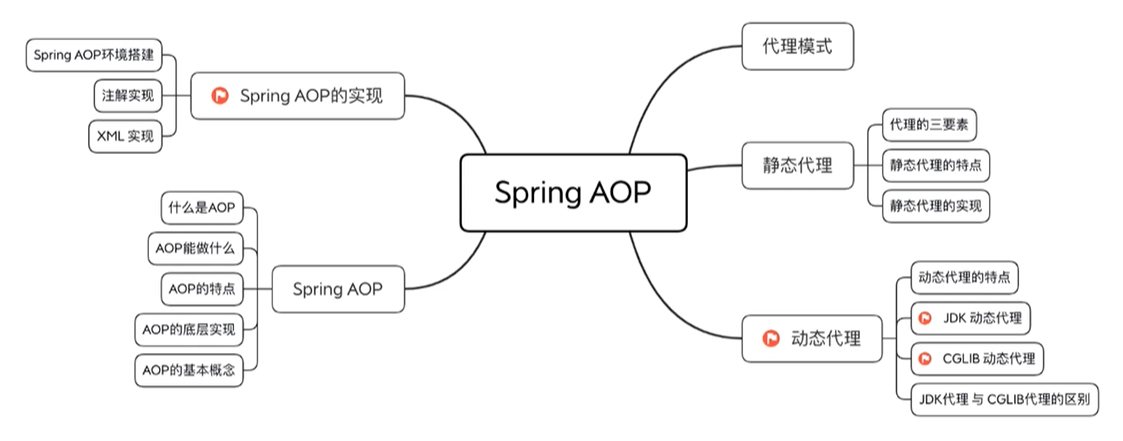 Spring AOP
代理模式
静态代理
代理的三要素
静态代理的特点
静态代理的实现
动态代理
动态代理的特点
JDK 动态代理
CGLIB 动态代理
JDK代理 与 CGLIB代理的区别
Spring AOP
什么是AOP
AOP能做什么
AOP的特点
AOP的底层实现
AOP的基本概念
Spring AOP的实现
Spring AOP环境搭建
注解实现
XML 实现